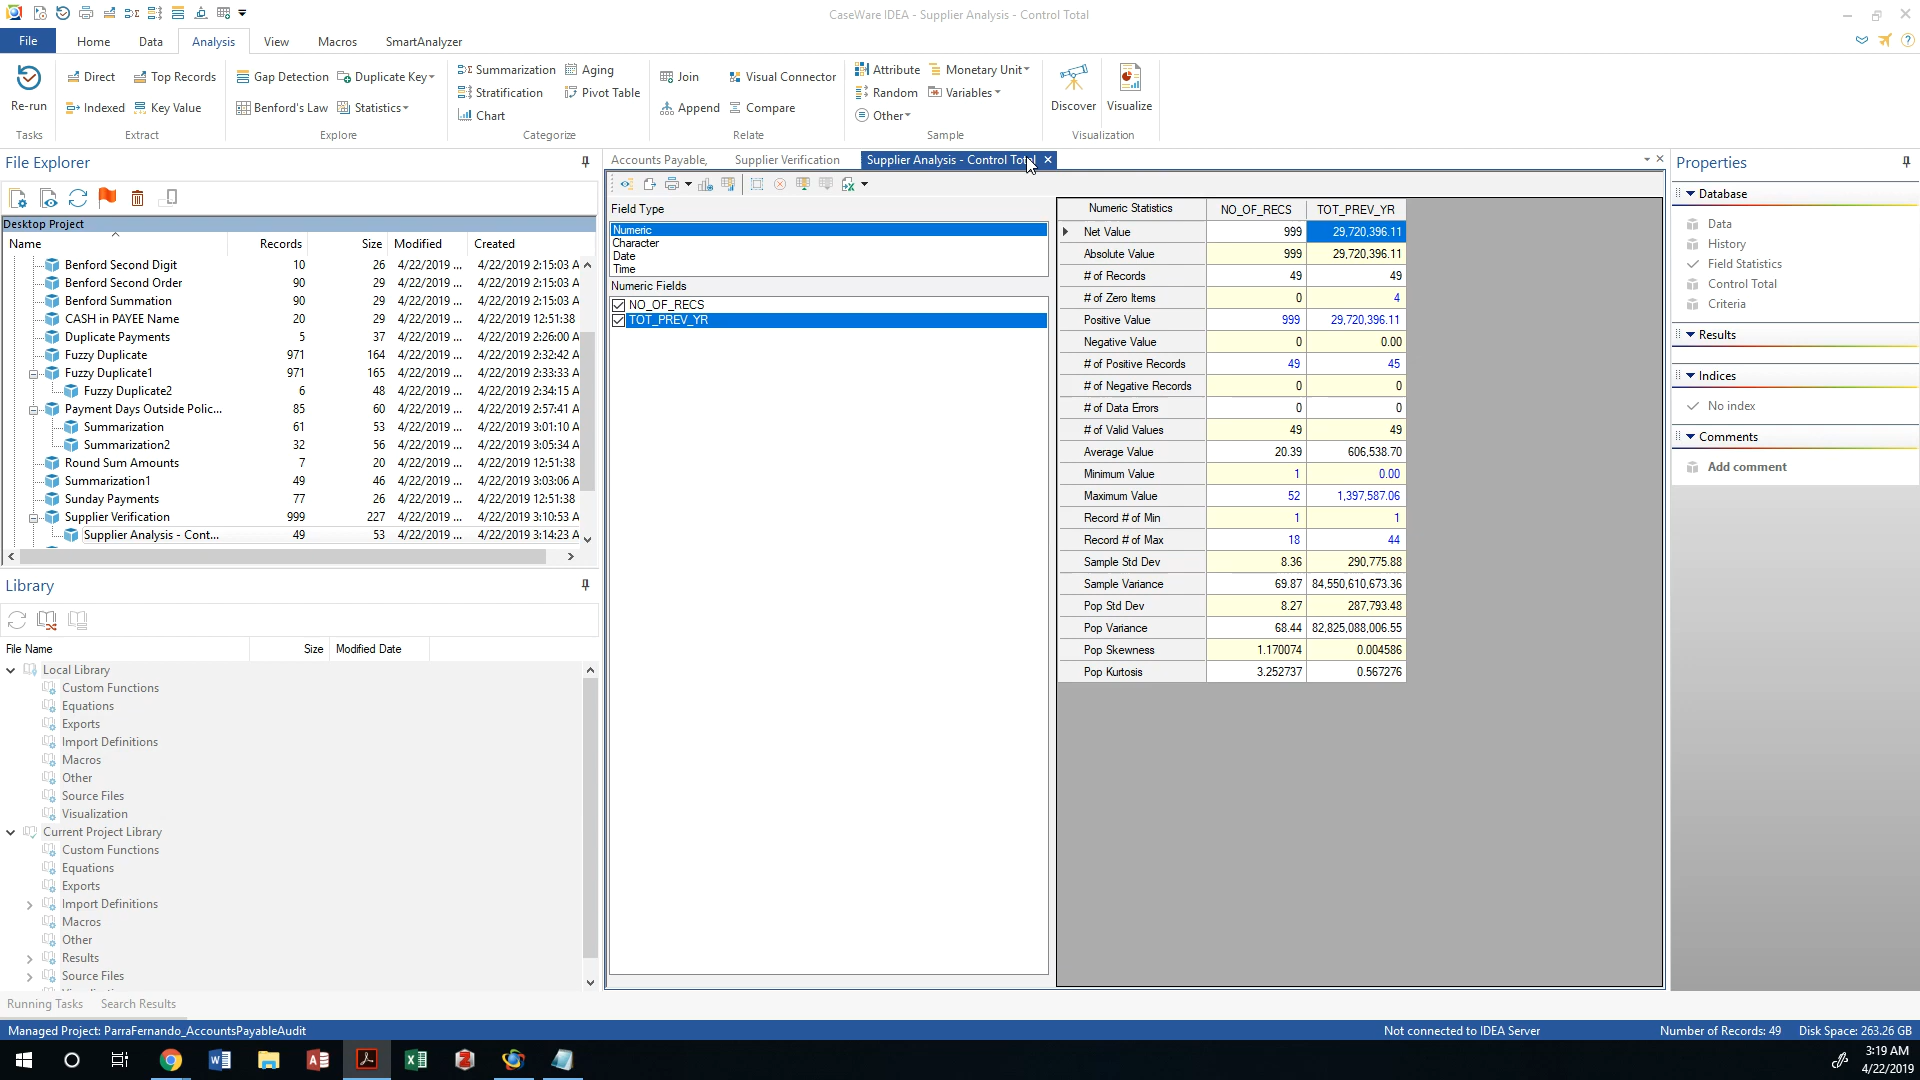 CaseWare IDEA - Supplier Analysis - Control Total
File Home Data Analysis View Macros SmartAnalyzer
Re-run
Tasks
Direct Top Records
Indexed Key Value
Extract
Gap Detection Duplicate Key
Benford's Law Statistics
Explore
Summarization Aging
Stratification Pivot Table
Chart
Categorize
Join Visual Connector
Append Compare
Relate
Attribute Monetary Unit
Random Variables
Other
Sample
Discover Visualize
Visualization
File Explorer
Desktop Project
Name Records Size Modified Created
Benford Second Digit 10 26 4/22/2019 ... 4/22/2019 2:15:03 A
Benford Second Order 90 29 4/22/2019 ... 4/22/2019 2:15:03 A
Benford Summation 90 29 4/22/2019 ... 4/22/2019 2:15:03 A
CASH in PAYEE Name 20 29 4/22/2019 ... 4/22/2019 12:51:38
Duplicate Payments 5 37 4/22/2019 ... 4/22/2019 2:26:00 A
Fuzzy Duplicate 971 164 4/22/2019 ... 4/22/2019 2:32:42 A
Fuzzy Duplicate1 971 165 4/22/2019 ... 4/22/2019 2:33:33 A
Fuzzy Duplicate2 6 48 4/22/2019 ... 4/22/2019 2:34:15 A
Payment Days Outside Polic... 85 60 4/22/2019 ... 4/22/2019 2:57:41 A
Summarization 61 53 4/22/2019 ... 4/22/2019 3:01:10 A
Summarization2 32 56 4/22/2019 ... 4/22/2019 3:05:34 A
Round Sum Amounts 7 20 4/22/2019 ... 4/22/2019 12:51:38
Summarization1 49 46 4/22/2019 ... 4/22/2019 3:03:06 A
Sunday Payments 77 26 4/22/2019 ... 4/22/2019 12:51:38
Supplier Verification 999 227 4/22/2019 ... 4/22/2019 3:10:53 A
Supplier Analysis - Cont... 49 53 4/22/2019 ... 4/22/2019 3:14:23 A
Library
File Name Size Modified Date
Local Library
Custom Functions
Equations
Exports
Import Definitions
Macros
Other
Source Files
Visualization
Current Project Library
Custom Functions
Equations
Exports
Import Definitions
Macros
Other
Results
Source Files
Running Tasks Search Results
Accounts Payable, Supplier Verification Supplier Analysis - Control Total
Field Type
Numeric
Character
Date
Time
Numeric Fields
NO_OF_RECS
TOT_PREV_YR
Numeric Statistics NO_OF_RECS TOT_PREV_YR
Net Value 999 29,720,396.11
Absolute Value 999 29,720,396.11
# of Records 49 49
# of Zero Items 0 4
Positive Value 999 29,720,396.11
Negative Value 0 0.00
# of Positive Records 49 45
# of Negative Records 0 0
# of Data Errors 0 0
# of Valid Values 49 49
Average Value 20.39 606,538.70
Minimum Value 1 0.00
Maximum Value 52 1,397,587.06
Record # of Min 1 1
Record # of Max 18 44
Sample Std Dev 8.36 290,775.88
Sample Variance 69.87 84,550,610,673.36
Pop Std Dev 8.27 287,793.48
Pop Variance 68.44 82,825,088,006.55
Pop Skewness 1.170074 0.004586
Pop Kurtosis 3.252737 0.567276
Properties
Database
Data
History
Field Statistics
Control Total
Criteria
Results
Indices
No index
Comments
Add comment
Managed Project: ParraFernando_AccountsPayableAudit Not connected to IDEA Server Number of Records: 49 Disk Space: 263.26 GB
3:19 AM
4/22/2019